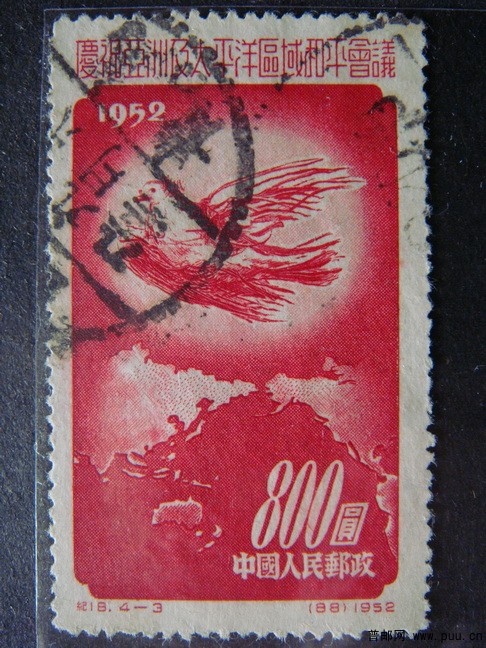 慶祝亞洲及太平洋區域和平會議
1952
800圓
中國人民郵政
紀18.4-3
(88)1952
普邮网 www.puu.cn